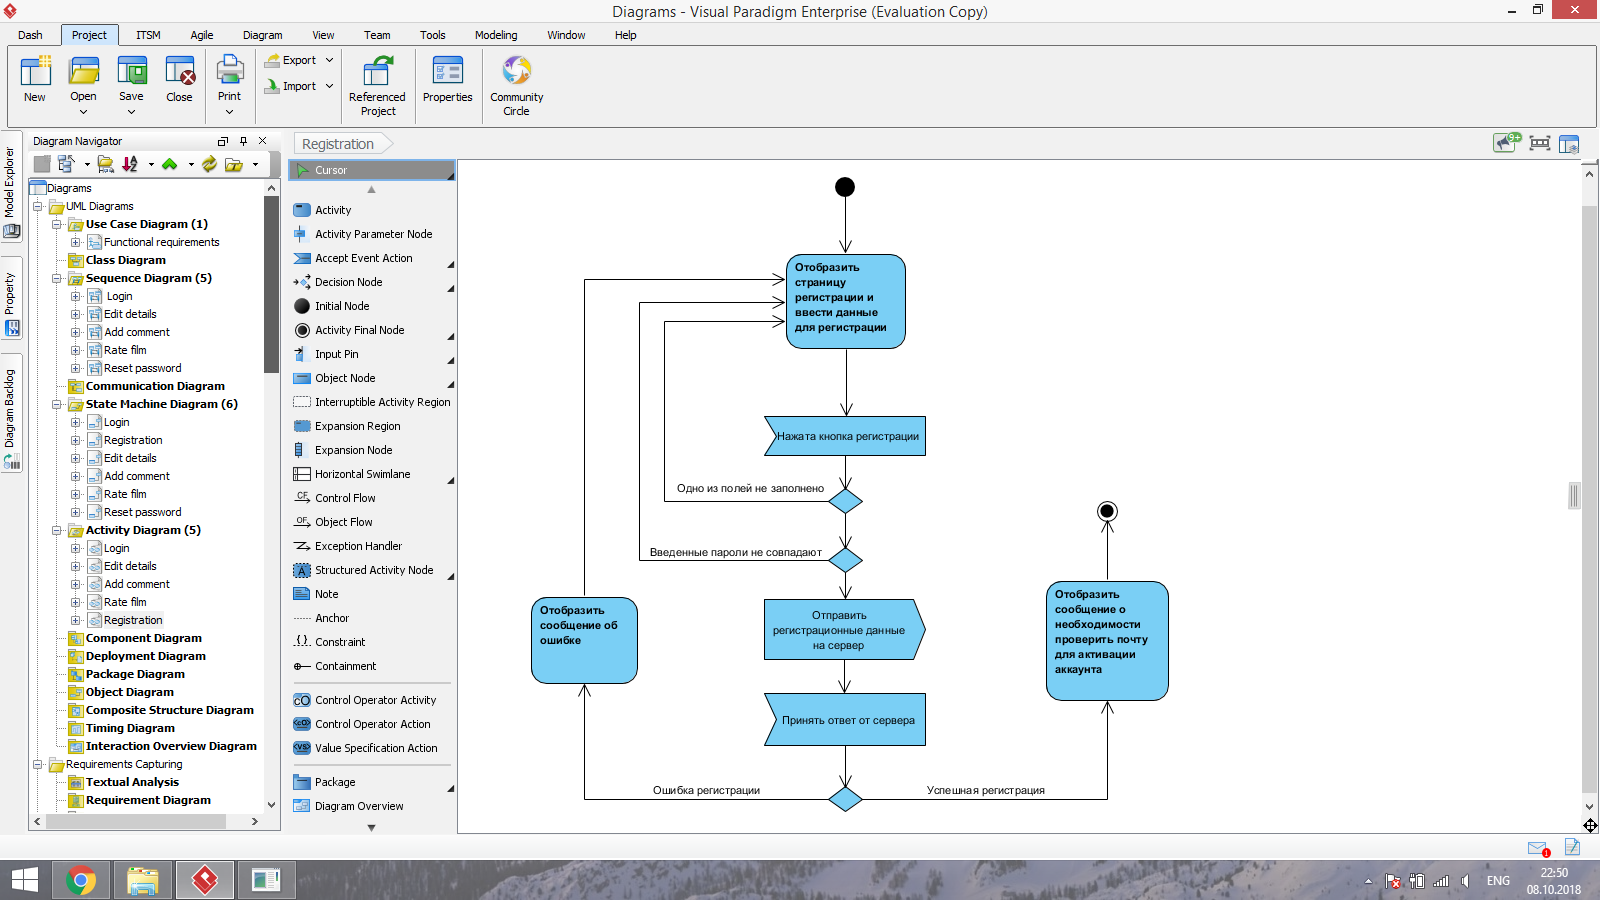 Diagrams - Visual Paradigm Enterprise (Evaluation Copy)
Dash Project ITSM Agile Diagram View Team Tools Modeling Window Help
New
Open
Save
Close
Print
Export
Import
Referenced
Project
Properties
Community
Circle
Model Explorer
Property
Diagram Backlog
Diagram Navigator
Diagrams
UML Diagrams
Use Case Diagram (1)
Functional requirements
Class Diagram
Sequence Diagram (5)
Login
Edit details
Add comment
Rate film
Reset password
Communication Diagram
State Machine Diagram (6)
Login
Registration
Edit details
Add comment
Rate film
Reset password
Activity Diagram (5)
Login
Edit details
Add comment
Rate film
Registration
Component Diagram
Deployment Diagram
Package Diagram
Object Diagram
Composite Structure Diagram
Timing Diagram
Interaction Overview Diagram
Requirements Capturing
Textual Analysis
Requirement Diagram
Registration
9+
Cursor
Activity
Activity Parameter Node
Accept Event Action
Decision Node
Initial Node
Activity Final Node
Input Pin
Object Node
Interruptible Activity Region
Expansion Region
Expansion Node
Horizontal Swimlane
CF Control Flow
OF Object Flow
Exception Handler
A Structured Activity Node
Note
Anchor
{ } Constraint
Containment
cO Control Operator Activity
«cO» Control Operator Action
«VS» Value Specification Action
Package
Diagram Overview
Отобразить
страницу
регистрации и
ввести данные
для регистрации
Нажата кнопка регистрации
Одно из полей не заполнено
Введенные пароли не совпадают
Отправить
регистрационные данные
на сервер
Принять ответ от сервера
Ошибка регистрации
Успешная регистрация
Отобразить
сообщение об
ошибке
Отобразить
сообщение о
необходимости
проверить почту
для активации
аккаунта
1
ENG
22:50
08.10.2018